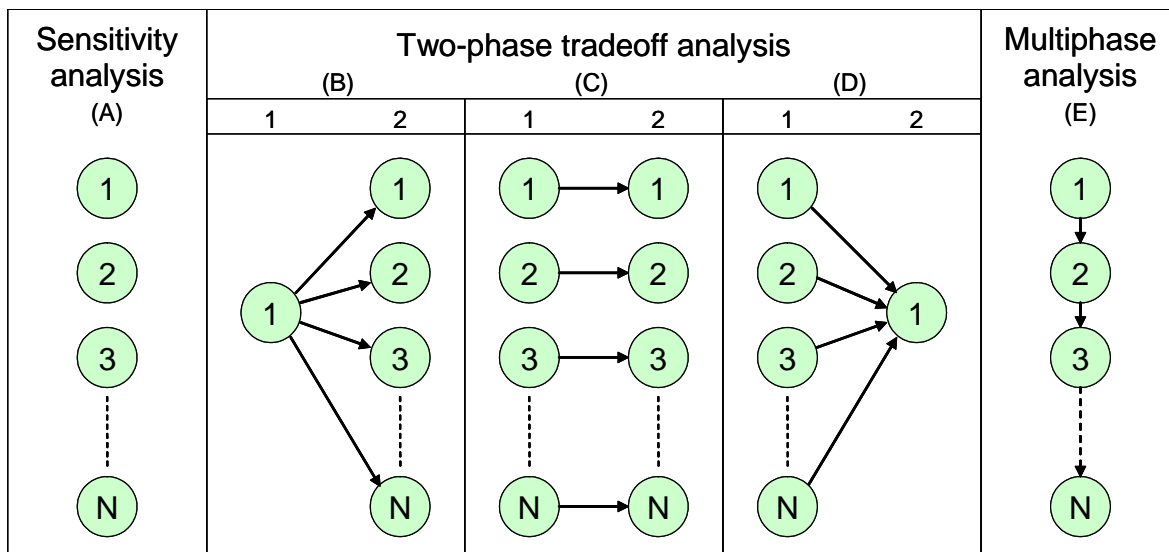 Sensitivity
analysis
(A)
Two-phase tradeoff analysis
(B) (C) (D)
Multiphase
analysis
(E)
1 2 1 2 1 2
1 1 1 1 1 1
2 2 2 2 2 2
1 1
3 3 3 3 3 3
N N N N N N